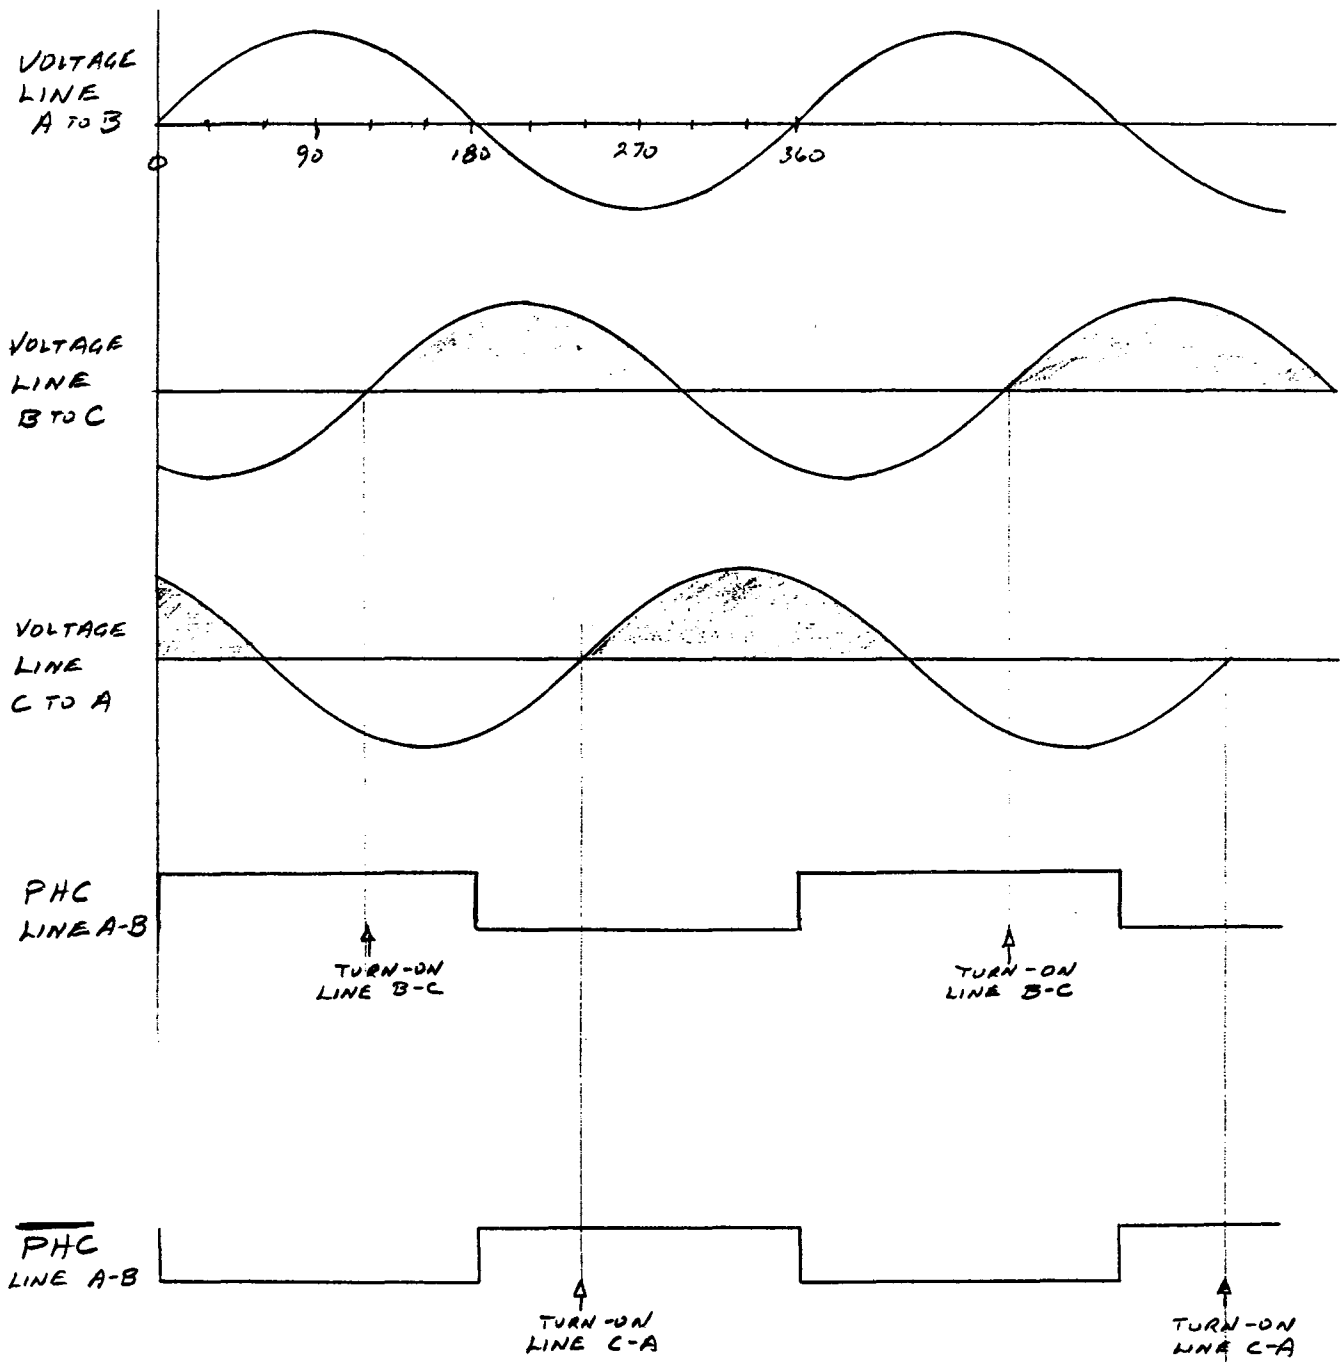 VOLTAGE
LINE
A TO B
0
90
180
270
360
VOLTAGE
LINE
B TO C
VOLTAGE
LINE
C TO A
PHC
LINE A-B
TURN-ON
LINE B-C
TURN-ON
LINE B-C
P̅H̅C̅
LINE A-B
TURN-ON
LINE C-A
TURN-ON
LINE C-A